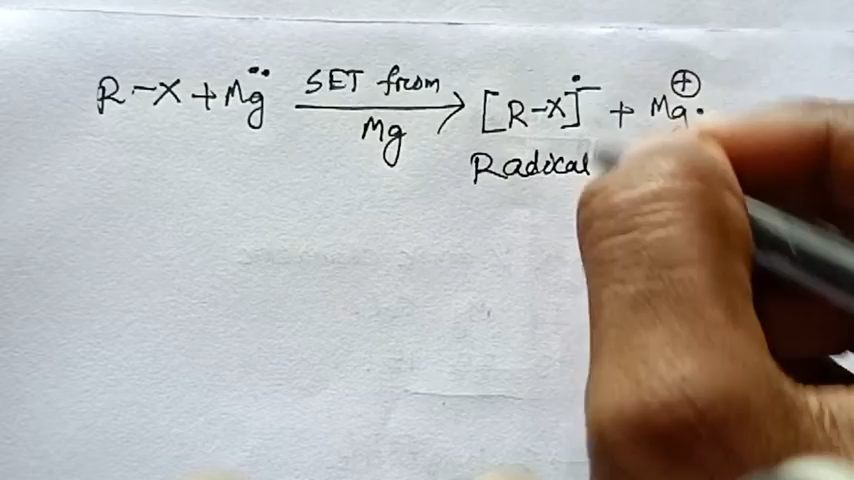 R-X + Mg: SET from Mg → [R-X]•− + Mg•⊕
Radical